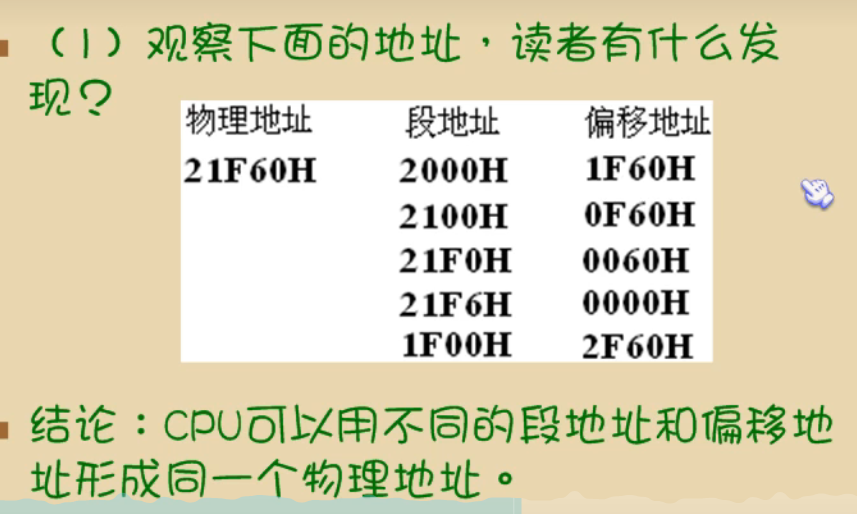 （1）观察下面的地址，读者有什么发
现？
物理地址 段地址 偏移地址
21F60H 2000H 1F60H
2100H 0F60H
21F0H 0060H
21F6H 0000H
1F00H 2F60H
结论：CPU可以用不同的段地址和偏移地
址形成同一个物理地址。